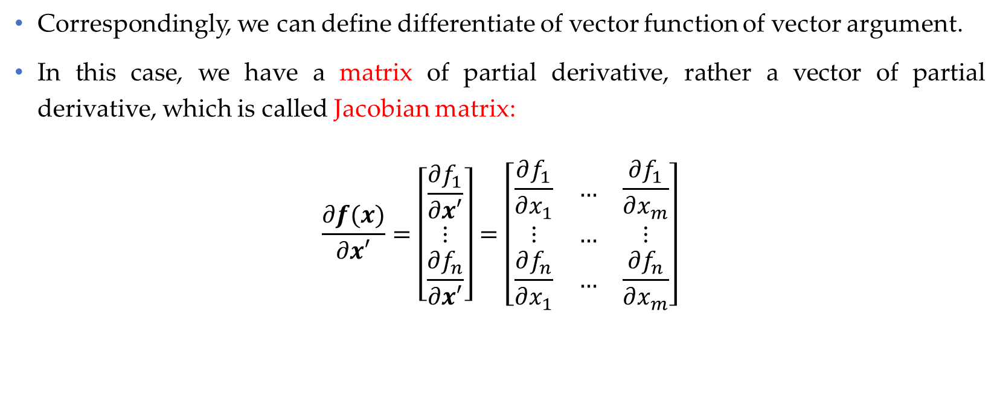 • Correspondingly, we can define differentiate of vector function of vector argument.
• In this case, we have a matrix of partial derivative, rather a vector of partial
derivative, which is called Jacobian matrix:
$$\frac{\partial \boldsymbol{f}(\boldsymbol{x})}{\partial \boldsymbol{x}'} = \begin{bmatrix} \frac{\partial f_1}{\partial \boldsymbol{x}'} \\ \vdots \\ \frac{\partial f_n}{\partial \boldsymbol{x}'} \end{bmatrix} = \begin{bmatrix} \frac{\partial f_1}{\partial x_1} & \dots & \frac{\partial f_1}{\partial x_m} \\ \vdots & \dots & \vdots \\ \frac{\partial f_n}{\partial x_1} & \dots & \frac{\partial f_n}{\partial x_m} \end{bmatrix}$$